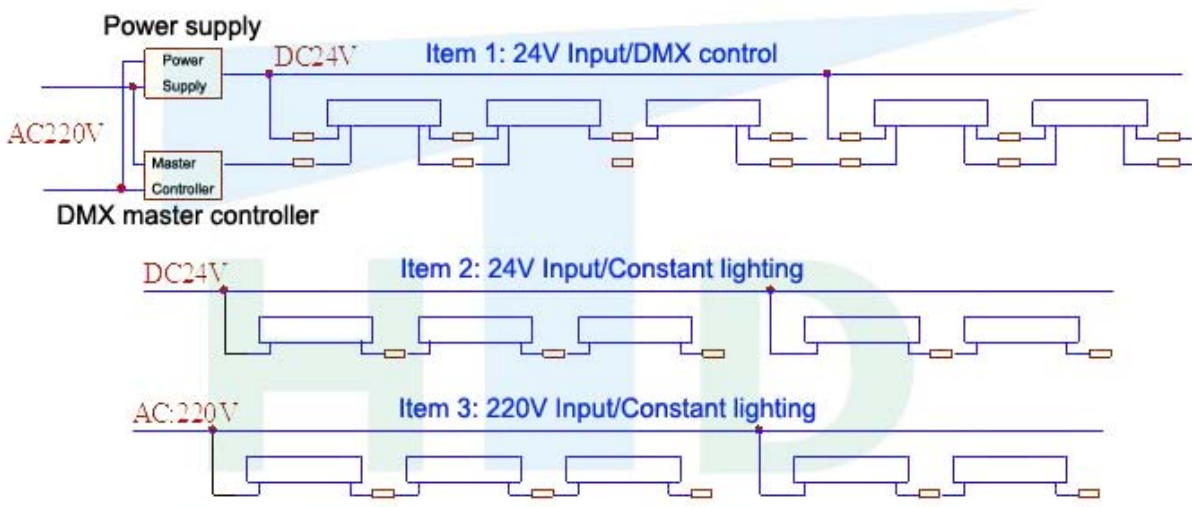 Power supply
Power
Supply
DC24V
Item 1: 24V Input/DMX control
AC220V
Master
Controller
DMX master controller
DC24V
Item 2: 24V Input/Constant lighting
AC:220V
Item 3: 220V Input/Constant lighting
HTD